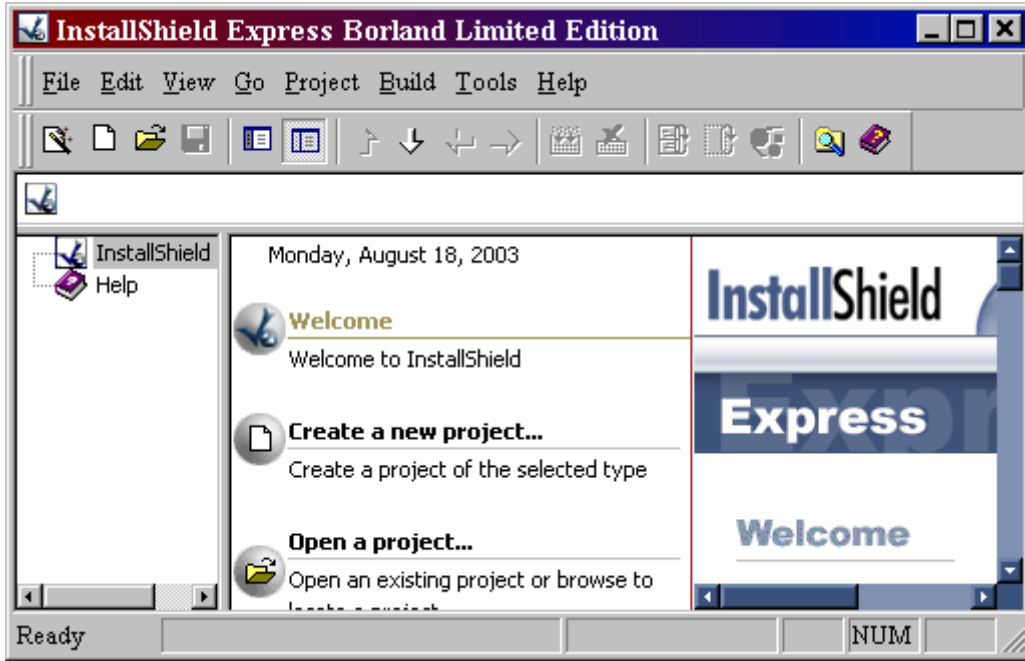 InstallShield Express Borland Limited Edition
File Edit View Go Project Build Tools Help
InstallShield
Help
Monday, August 18, 2003
Welcome
Welcome to InstallShield
Create a new project...
Create a project of the selected type
Open a project...
Open an existing project or browse to
locate a project
InstallShield
Express
Welcome
Ready
NUM